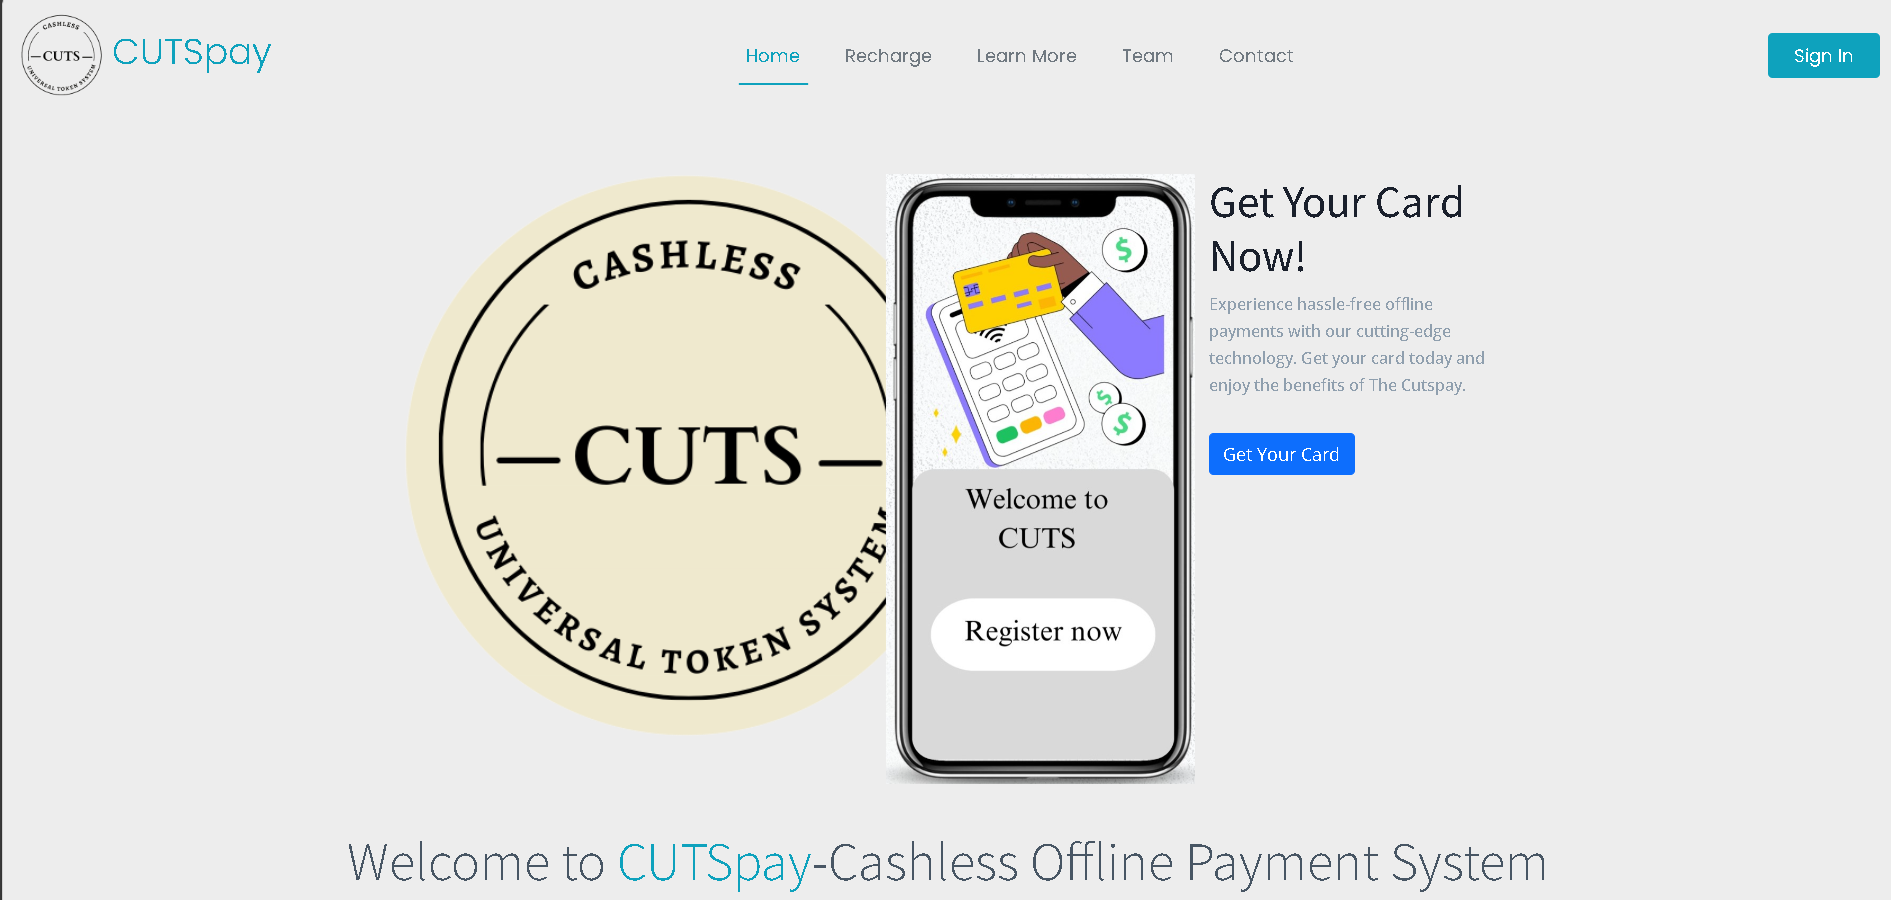 CASHLESS
CUTS
UNIVERSAL TOKEN SYSTEM
CUTSpay
Home
Recharge
Learn More
Team
Contact
Sign In
CASHLESS
CUTS
UNIVERSAL TOKEN SYSTEM
$
$
$
Welcome to
CUTS
Register now
Get Your Card
Now!
Experience hassle-free offline
payments with our cutting-edge
technology. Get your card today and
enjoy the benefits of The Cutspay.
Get Your Card
Welcome to CUTSpay-Cashless Offline Payment System